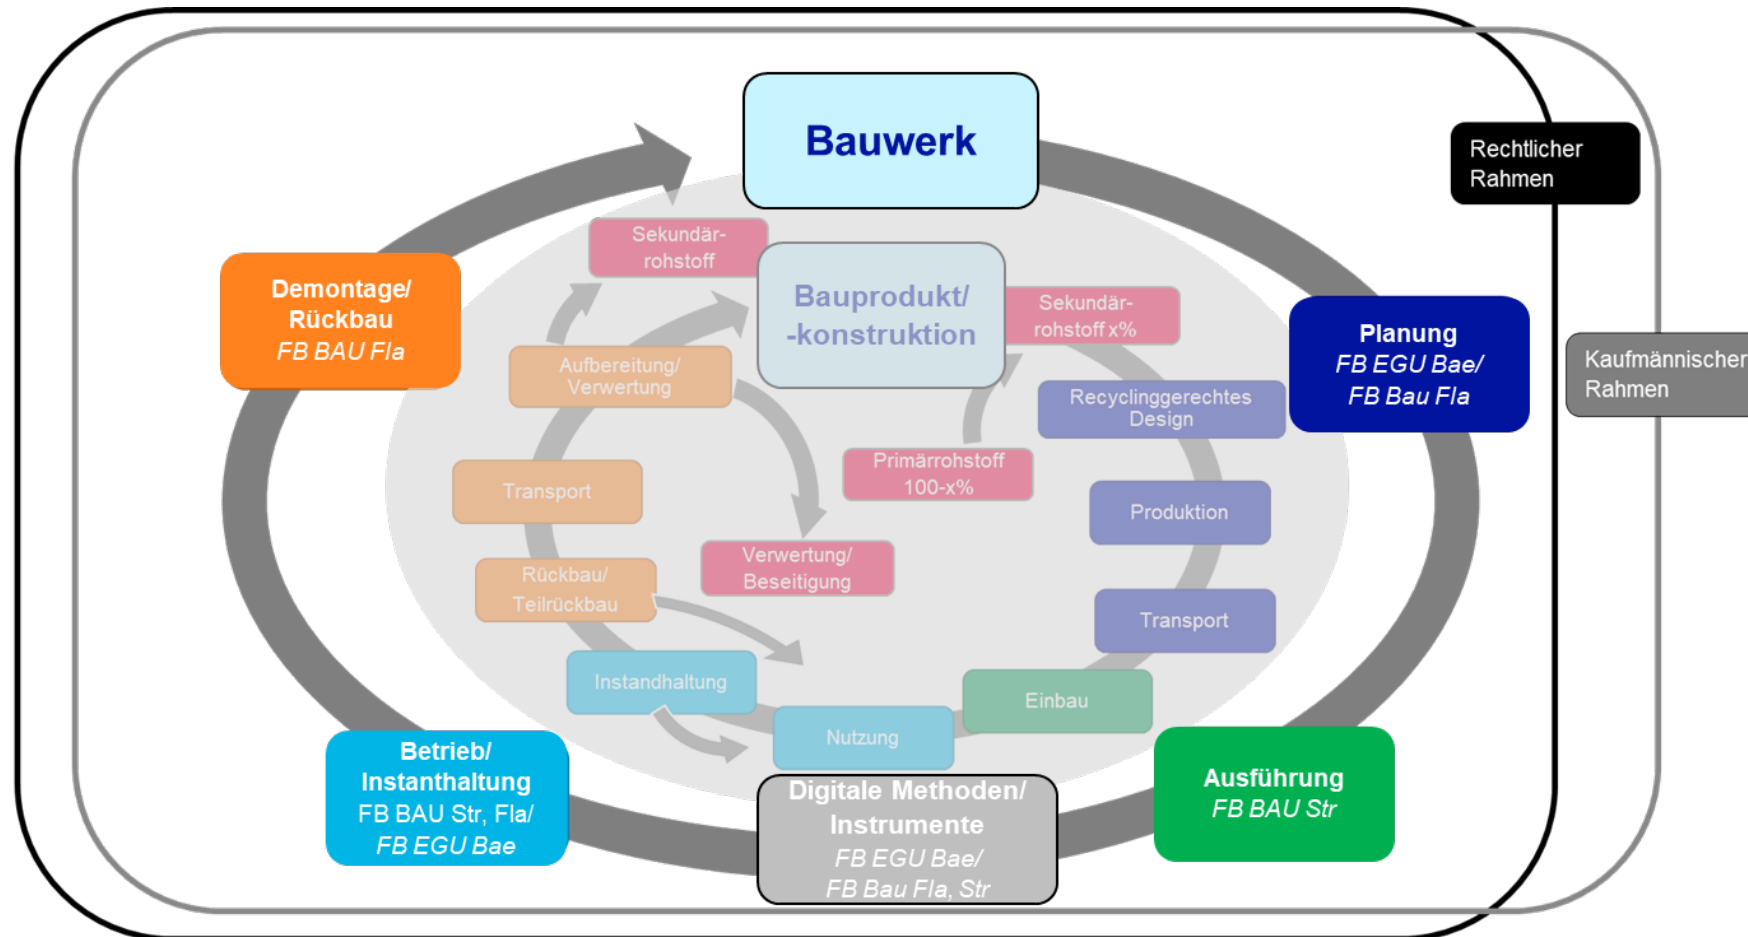 Bauwerk
Rechtlicher
Rahmen
Sekundär-
rohstoff
Bauprodukt/
-konstruktion
Sekundär-
rohstoff x%
Demontage/
Rückbau
FB BAU Fla
Planung
FB EGU Bae/
FB Bau Fla
Kaufmännischer
Rahmen
Aufbereitung/
Verwertung
Recyclinggerechtes
Design
Primärrohstoff
100-x%
Transport
Produktion
Verwertung/
Beseitigung
Rückbau/
Teilrückbau
Transport
Instandhaltung
Einbau
Nutzung
Betrieb/
Instanthaltung
FB BAU Str, Fla/
FB EGU Bae
Digitale Methoden/
Instrumente
FB EGU Bae/
FB Bau Fla, Str
Ausführung
FB BAU Str